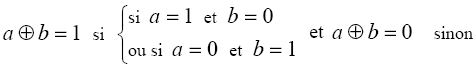 a ⊕ b = 1 si { si a = 1 et b = 0
ou si a = 0 et b = 1 et a ⊕ b = 0 sinon